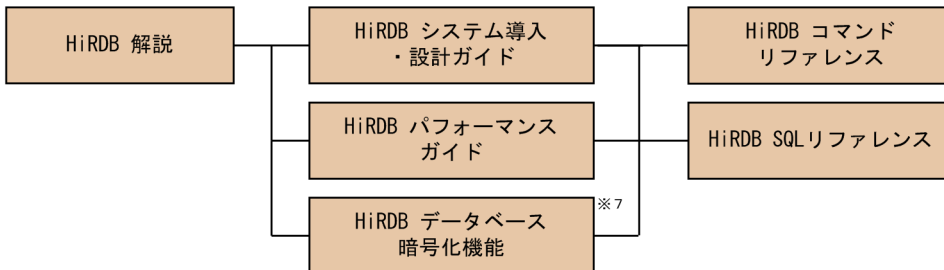 HiRDB 解説
HiRDB システム導入
・設計ガイド
HiRDB コマンド
リファレンス
HiRDB パフォーマンス
ガイド
HiRDB SQLリファレンス
HiRDB データベース
暗号化機能
※7